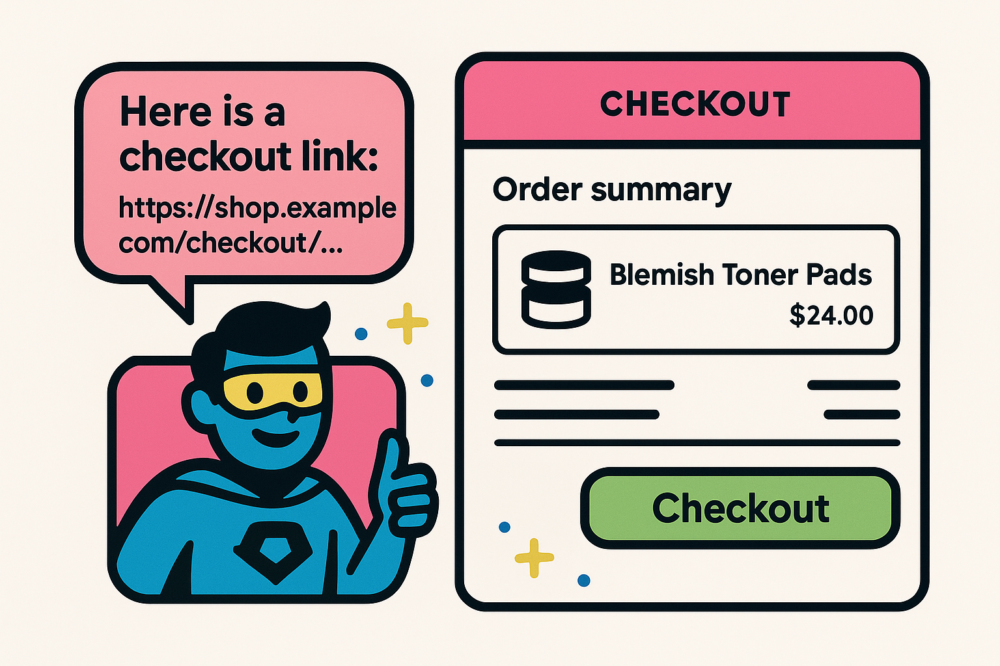 Here is a
checkout link:
https://shop.example
com/checkout/...
CHECKOUT
Order summary
Blemish Toner Pads
$24.00
Checkout